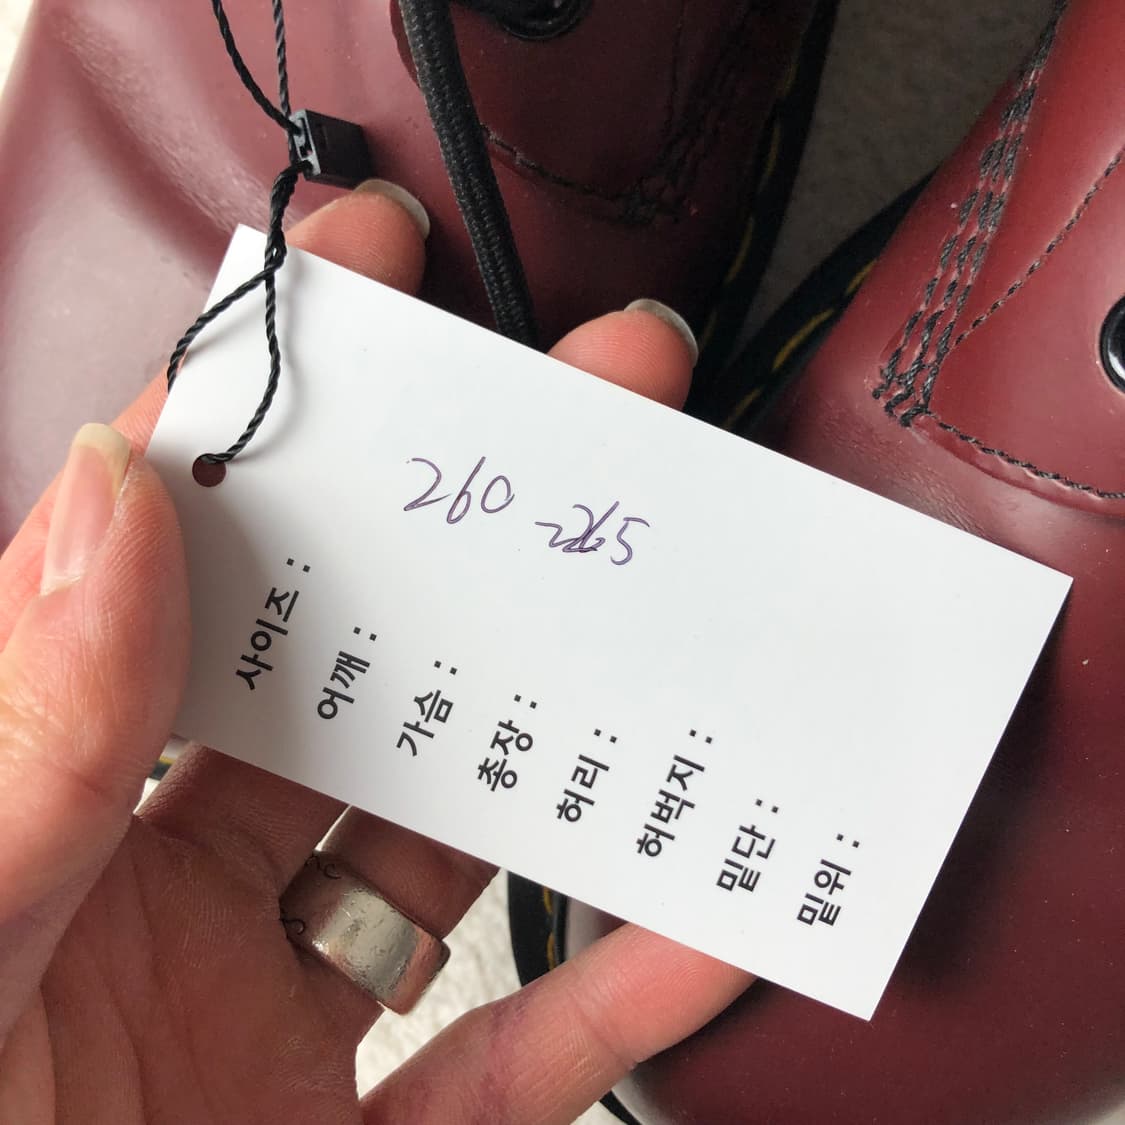 260 ~265
사이즈 :
어깨 :
가슴 :
총장 :
허리 :
허벅지 :
밑단 :
밑위 :